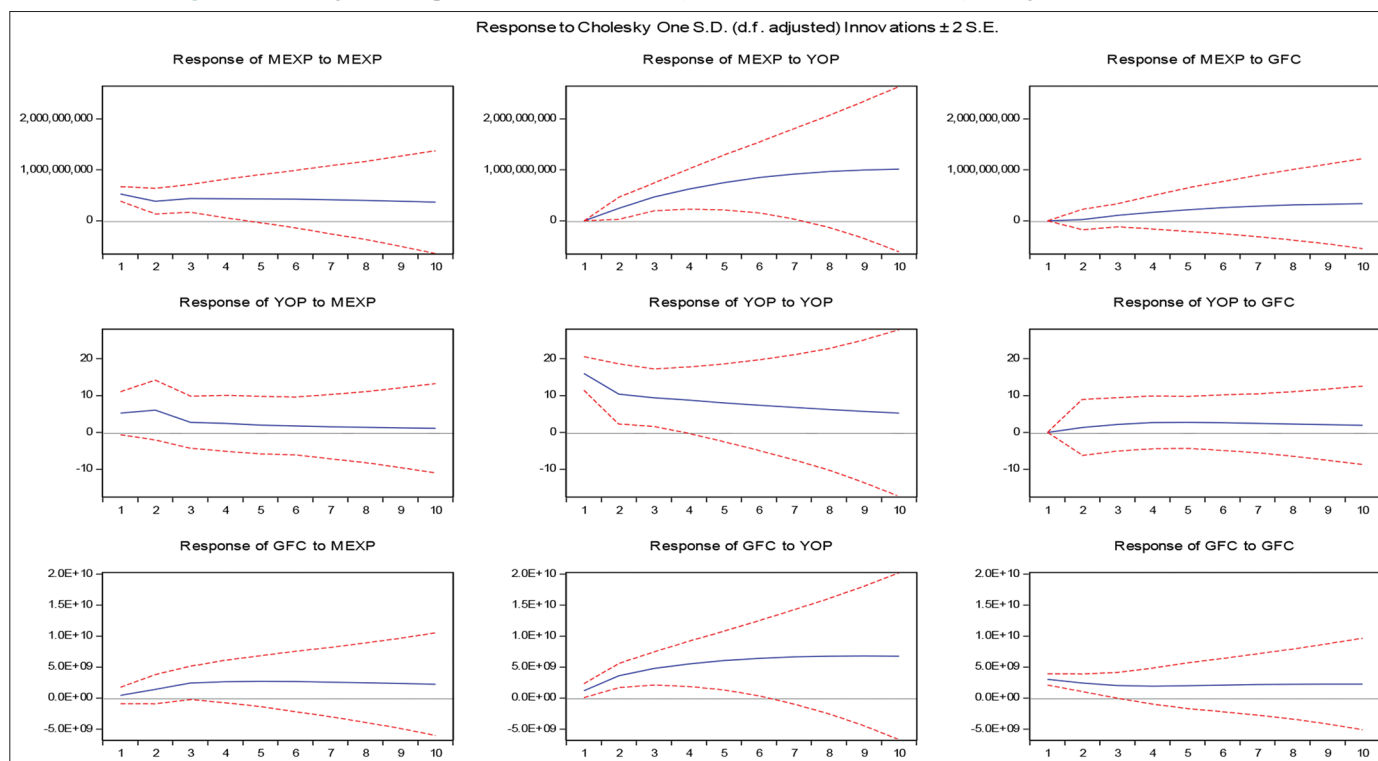 Response to Cholesky One S.D. (d.f. adjusted) Innovations ± 2 S.E.
Response of MEXP to MEXP
2,000,000,000
1,000,000,000
0
1 2 3 4 5 6 7 8 9 10
Response of MEXP to YOP
2,000,000,000
1,000,000,000
0
1 2 3 4 5 6 7 8 9 10
Response of MEXP to GFC
2,000,000,000
1,000,000,000
0
1 2 3 4 5 6 7 8 9 10
Response of YOP to MEXP
20
10
0
-10
1 2 3 4 5 6 7 8 9 10
Response of YOP to YOP
20
10
0
-10
1 2 3 4 5 6 7 8 9 10
Response of YOP to GFC
20
10
0
-10
1 2 3 4 5 6 7 8 9 10
Response of GFC to MEXP
2.0E+10
1.5E+10
1.0E+10
5.0E+09
0.0E+00
-5.0E+09
1 2 3 4 5 6 7 8 9 10
Response of GFC to YOP
2.0E+10
1.5E+10
1.0E+10
5.0E+09
0.0E+00
-5.0E+09
1 2 3 4 5 6 7 8 9 10
Response of GFC to GFC
2.0E+10
1.5E+10
1.0E+10
5.0E+09
0.0E+00
-5.0E+09
1 2 3 4 5 6 7 8 9 10